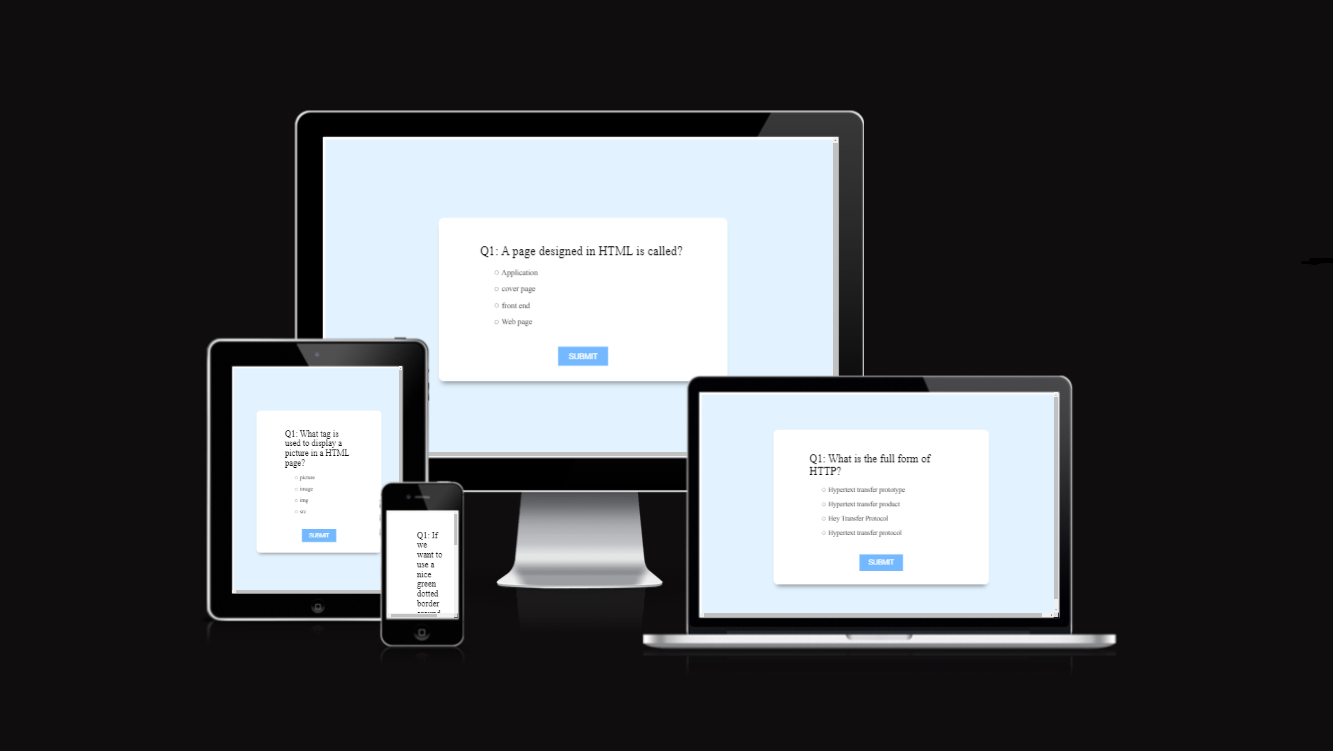 Q1: A page designed in HTML is called?
Application
cover page
front end
Web page
SUBMIT
Q1: What tag is
used to display a
picture in a HTML
page?
picture
image
img
src
SUBMIT
Q1: If
we
want to
use a
nice
green
dotted
border
Q1: What is the full form of
HTTP?
Hypertext transfer prototype
Hypertext transfer product
Hey Transfer Protocol
Hypertext transfer protocol
SUBMIT